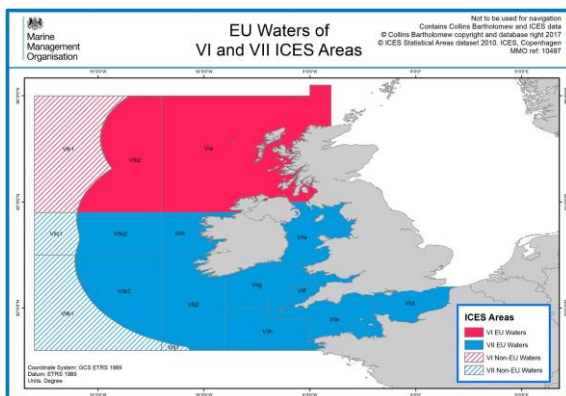 Marine
Management
Organisation
EU Waters of
VI and VII ICES Areas
Not to be used for navigation
Contains Collins Bartholomew and ICES data
© Collins Bartholomew copyright and database right 2017
© ICES Statistical Areas dataset 2010. ICES, Copenhagen
MMO ref: 10487
VIb1
VIb2
VIa
VIIc1
VIIc2
VIIb
VIIa
VIIk1
VIIk2
VIIj2
VIIg
VIIf
VIIh
VIIe
VIId
ICES Areas
VI EU Waters
VII EU Waters
VI Non-EU Waters
VII Non-EU Waters
Coordinate System: GCS ETRS 1989
Datum: ETRS 1989
Units: Degree